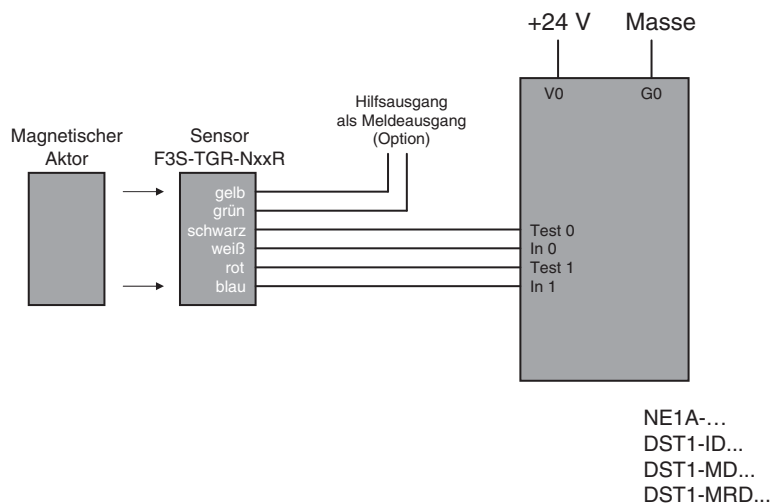 +24 V Masse
V0 G0
Hilfsausgang
als Meldeausgang
(Option)
Magnetischer
Aktor
Sensor
F3S-TGR-NxxR
gelb
grün
schwarz
weiß
rot
blau
Test 0
In 0
Test 1
In 1
NE1A-…
DST1-ID...
DST1-MD...
DST1-MRD...